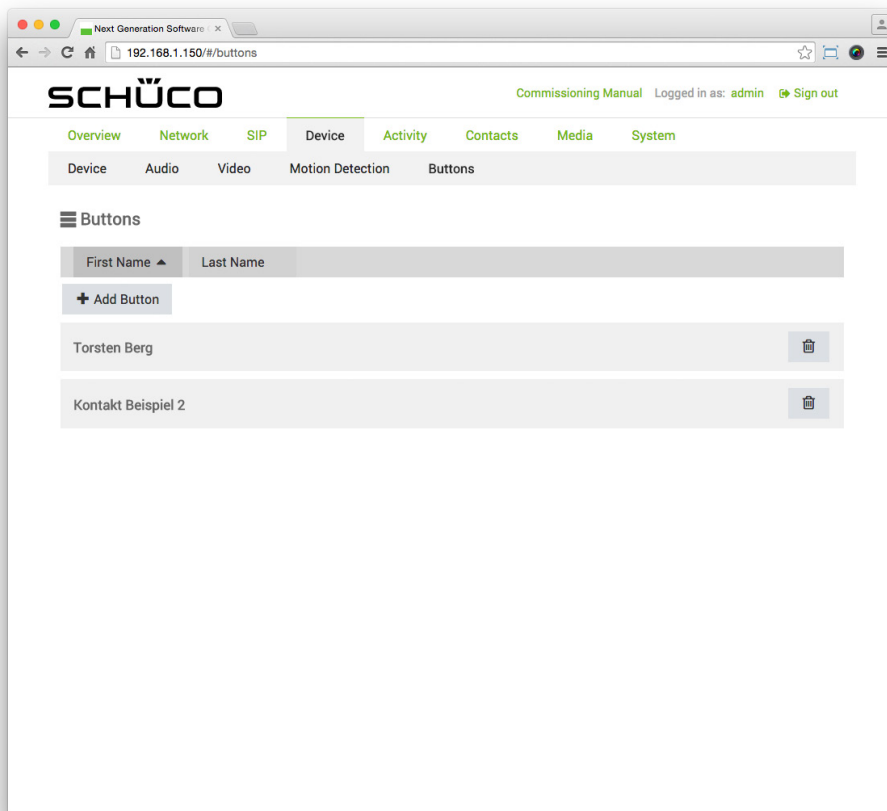 Next Generation Software
192.168.1.150/#/buttons
SCHÜCO
Commissioning Manual Logged in as: admin Sign out
Overview Network SIP Device Activity Contacts Media System
Device Audio Video Motion Detection Buttons
Buttons
First Name Last Name
Add Button
Torsten Berg
Kontakt Beispiel 2